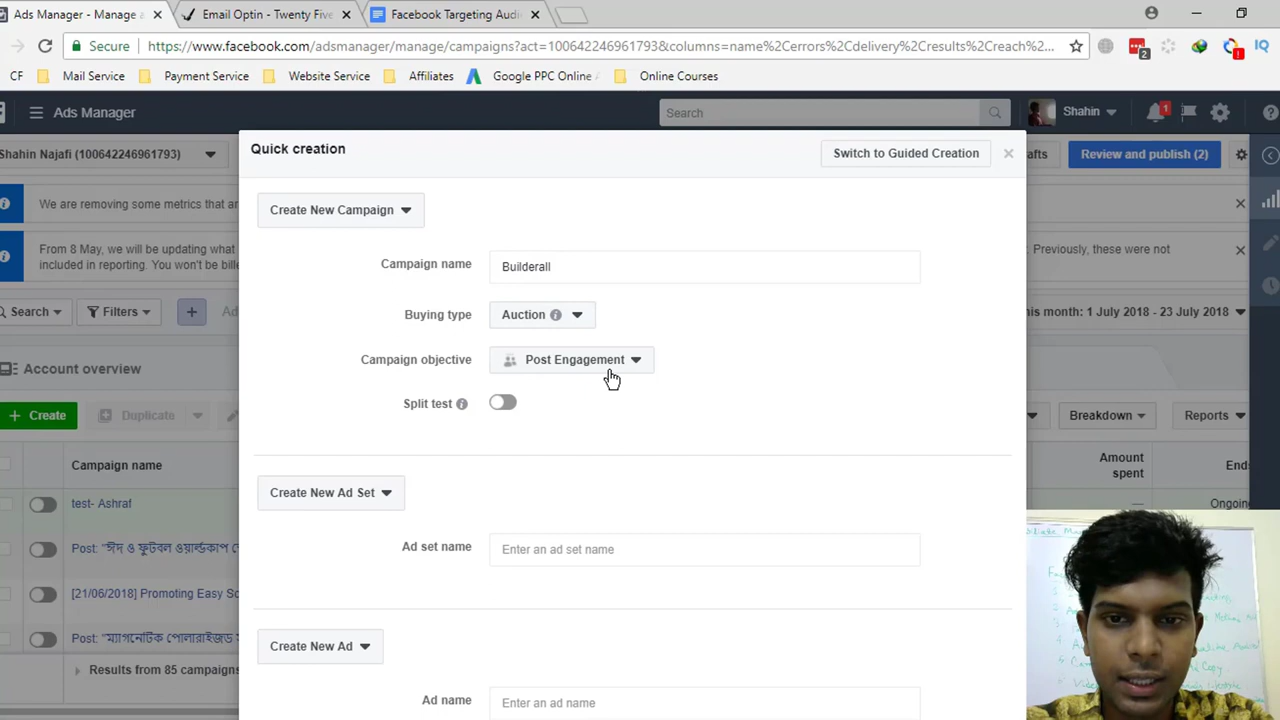 Ads Manager - Manage a
Email Optin - Twenty Five
Facebook Targeting Audi
Secure
https://www.facebook.com/adsmanager/manage/campaigns?act=100642246961793&columns=name%2Cerrors%2Cdelivery%2Cresults%2Creach%2C...
2
CF
Mail Service
Payment Service
Website Service
Affiliates
Google PPC Online
Online Courses
Ads Manager
Search
Shahin
1
Shahin Najafi (100642246961793)
Quick creation
Switch to Guided Creation
afts
Review and publish (2)
We are removing some metrics that ar
From 8 May, we will be updating what
included in reporting. You won't be bille
Previously, these were not
Create New Campaign
Campaign name
Builderall
Buying type
Auction
Campaign objective
Post Engagement
Split test
Search
Filters
Ad
his month: 1 July 2018 - 23 July 2018
Account overview
+ Create
Duplicate
Breakdown
Reports
Campaign name
Amount spent
Ends
test- Ashraf
Ongoing
Post: "ঈদ ও ফুটবল ওয়ার্ল্ডকাপ
[21/06/2018] Promoting Easy Sc
Post: "ম্যাগনেটিক পোলারাইজড
Results from 85 campaigns
Create New Ad Set
Ad set name
Enter an ad set name
Create New Ad
Ad name
Enter an ad name